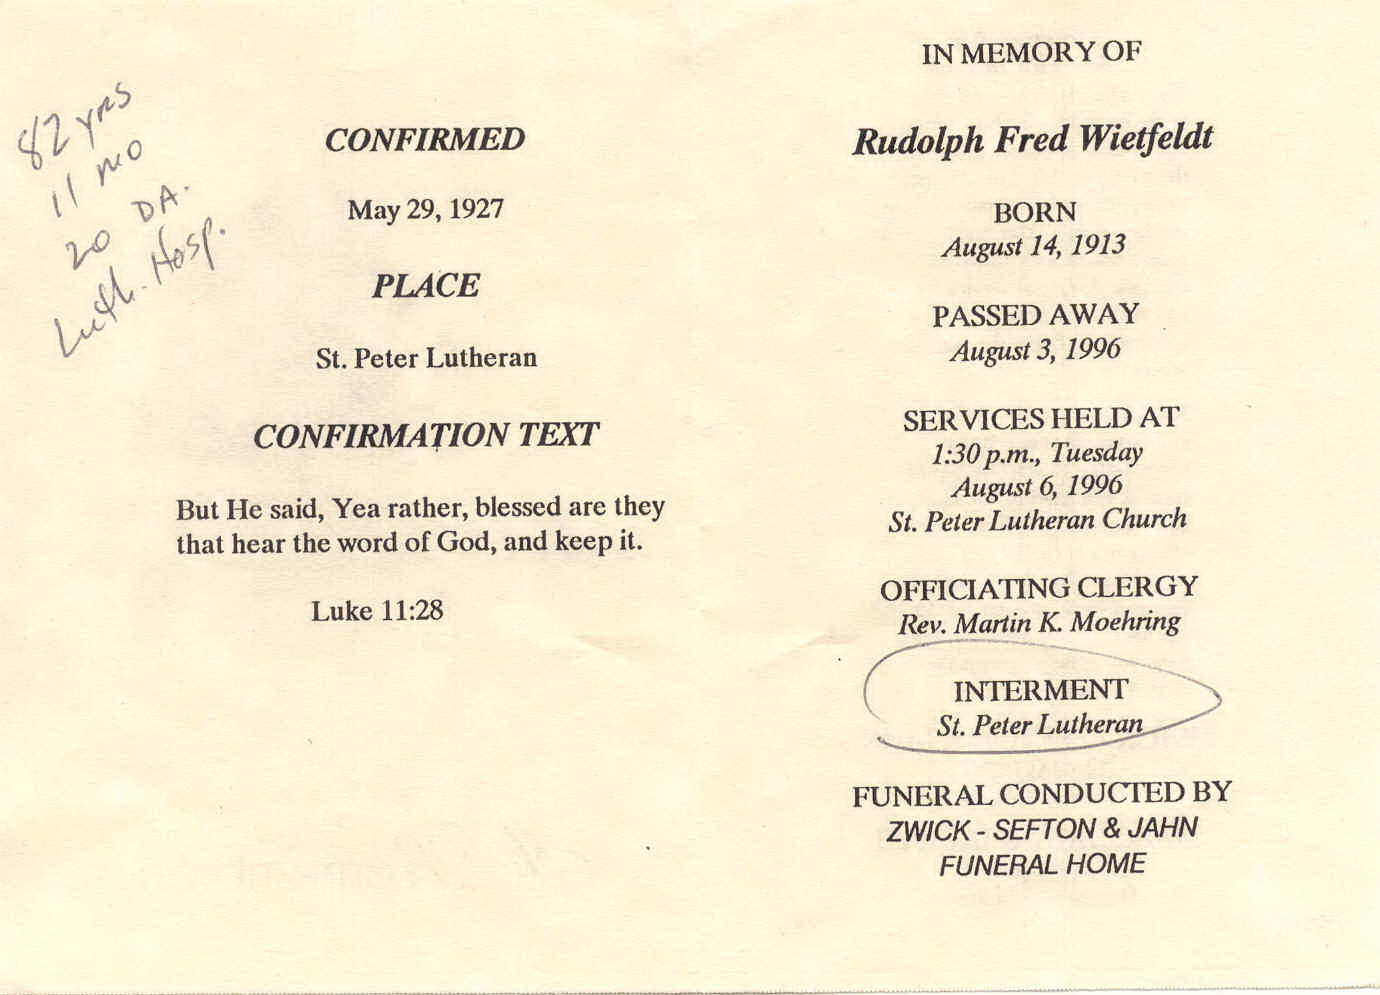 82 yrs
11 mo
20 DA.
Luth. Hosp.
CONFIRMED
May 29, 1927
PLACE
St. Peter Lutheran
CONFIRMATION TEXT
But He said, Yea rather, blessed are they
that hear the word of God, and keep it.
Luke 11:28
IN MEMORY OF
Rudolph Fred Wietfeldt
BORN
August 14, 1913
PASSED AWAY
August 3, 1996
SERVICES HELD AT
1:30 p.m., Tuesday
August 6, 1996
St. Peter Lutheran Church
OFFICIATING CLERGY
Rev. Martin K. Moehring
INTERMENT
St. Peter Lutheran
FUNERAL CONDUCTED BY
ZWICK - SEFTON & JAHN
FUNERAL HOME